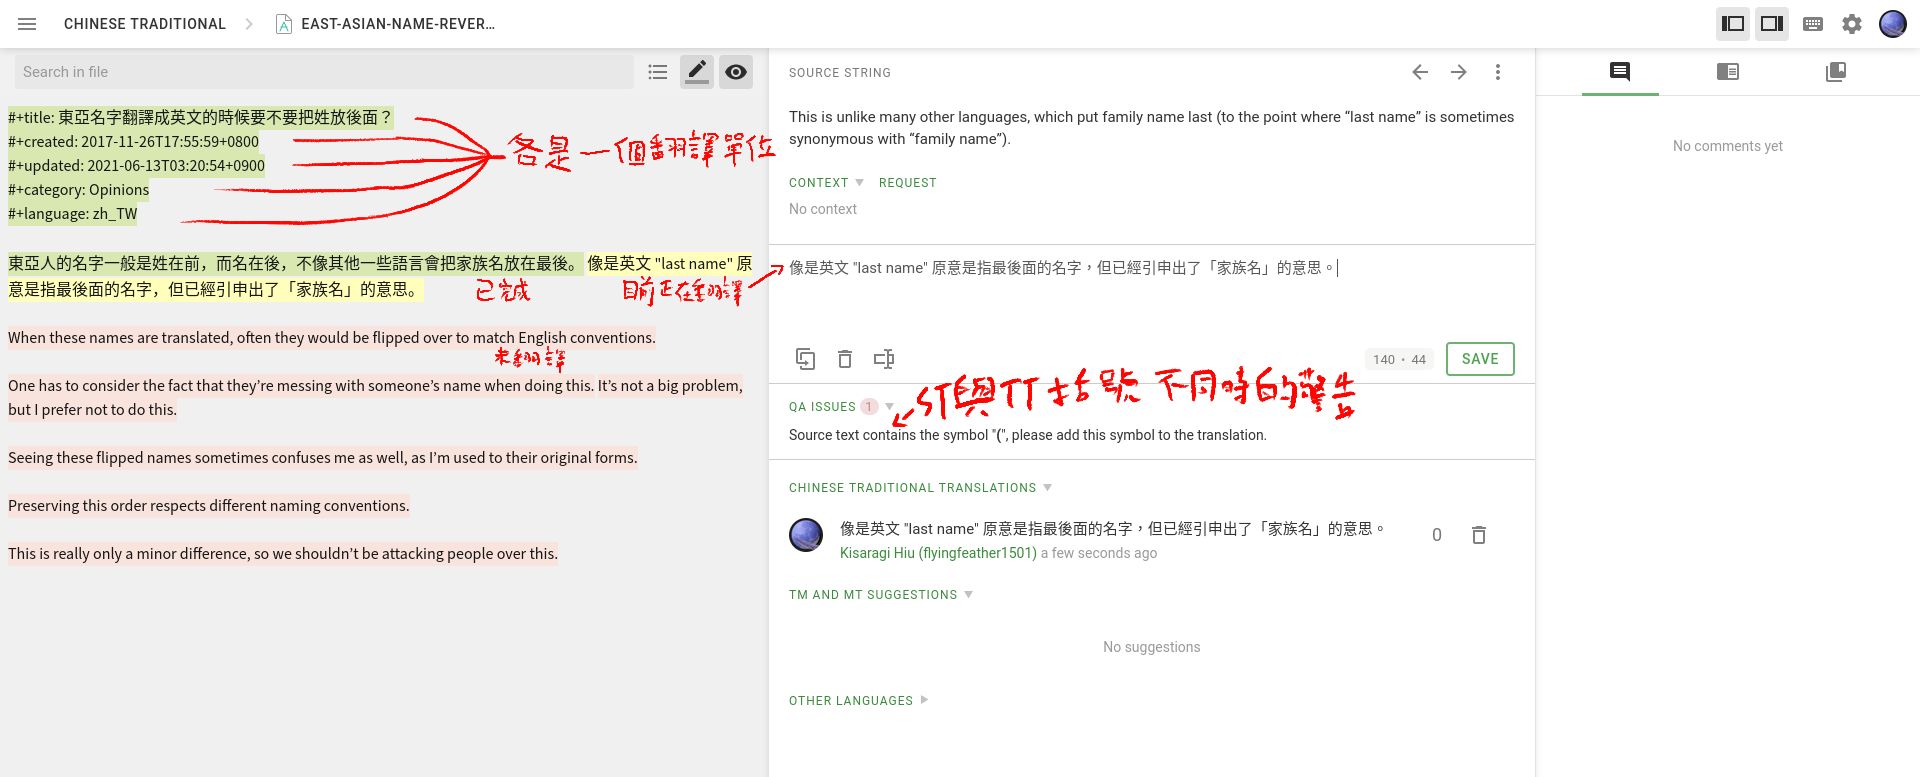 CHINESE TRADITIONAL
EAST-ASIAN-NAME-REVER...
Search in file
#+title: 東亞名字翻譯成英文的時候要不要把姓放後面？
#+created: 2017-11-26T17:55:59+0800
#+updated: 2021-06-13T03:20:54+0900
#+category: Opinions
#+language: zh_TW
各是一個翻譯單位
東亞人的名字一般是姓在前，而名在後，不像其他一些語言會把家族名放在最後。 像是英文 "last name" 原
意是指最後面的名字，但已經引申出了「家族名」的意思。
已完成
目前正在翻譯
When these names are translated, often they would be flipped over to match English conventions.
未翻譯
One has to consider the fact that they’re messing with someone’s name when doing this. It’s not a big problem,
but I prefer not to do this.
Seeing these flipped names sometimes confuses me as well, as I’m used to their original forms.
Preserving this order respects different naming conventions.
This is really only a minor difference, so we shouldn’t be attacking people over this.
SOURCE STRING
This is unlike many other languages, which put family name last (to the point where “last name” is sometimes
synonymous with “family name”).
CONTEXT REQUEST
No context
像是英文 "last name" 原意是指最後面的名字，但已經引申出了「家族名」的意思。
140 • 44
SAVE
ST與TT括號不同時的警告
QA ISSUES 1
Source text contains the symbol "(", please add this symbol to the translation.
CHINESE TRADITIONAL TRANSLATIONS
像是英文 "last name" 原意是指最後面的名字，但已經引申出了「家族名」的意思。
0
Kisaragi Hiu (flyingfeather1501) a few seconds ago
TM AND MT SUGGESTIONS
No suggestions
OTHER LANGUAGES
No comments yet